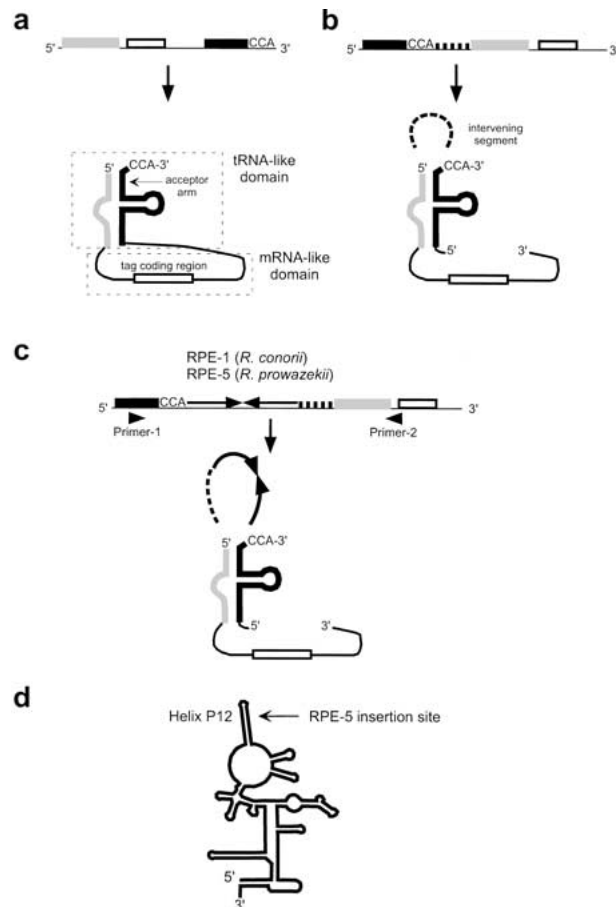 a
5' CCA 3'
5' CCA-3'
acceptor
arm
tRNA-like
domain
tag coding region
mRNA-like
domain
b
5' CCA 3'
intervening
segment
5' CCA-3'
5' 3'
c
RPE-1 (R. conorii)
RPE-5 (R. prowazekii)
5' CCA 3'
Primer-1 Primer-2
5' CCA-3'
5' 3'
d
Helix P12 RPE-5 insertion site
5'
3'